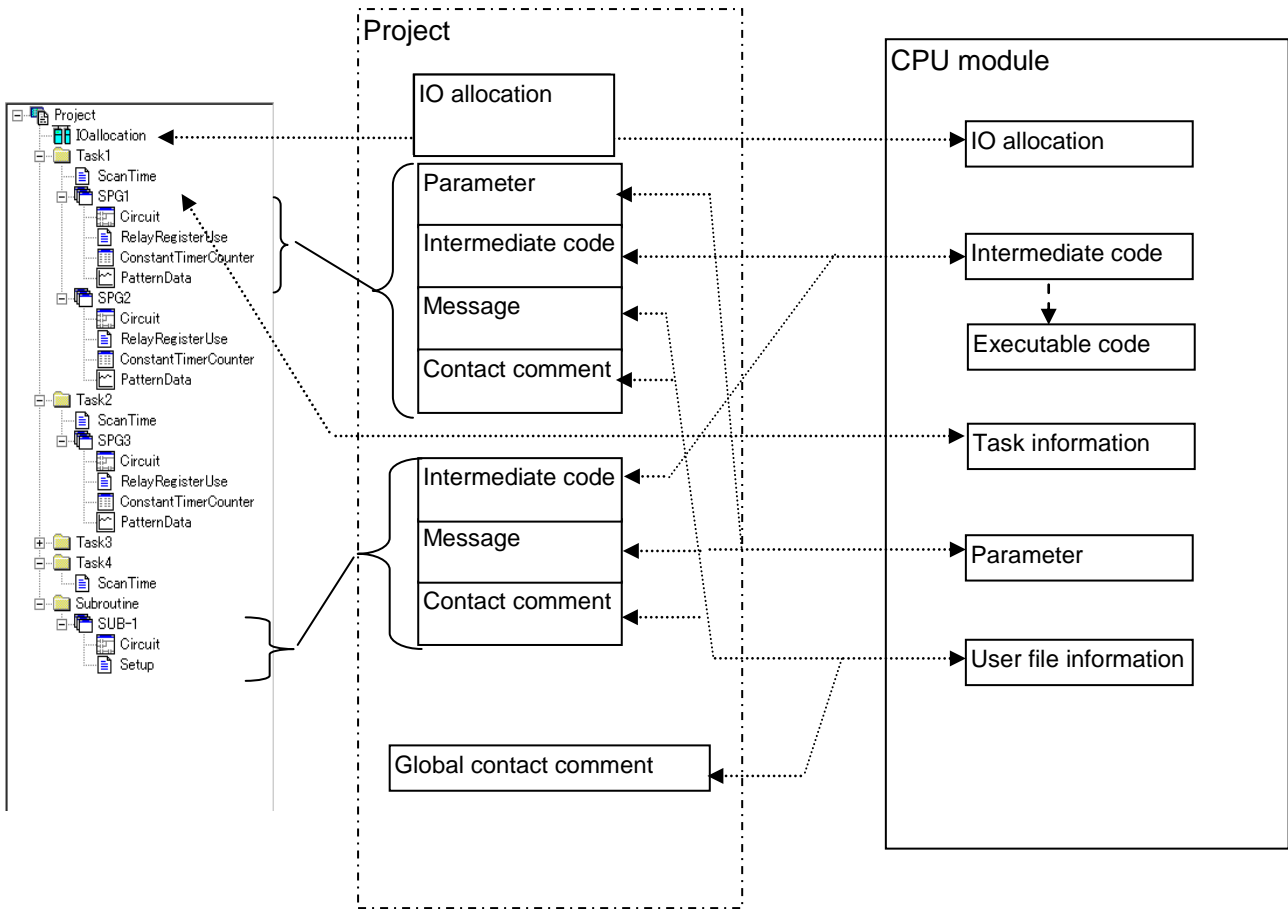 Project
IOallocation
Task1
ScanTime
SPG1
Circuit
RelayRegisterUse
ConstantTimerCounter
PatternData
SPG2
Circuit
RelayRegisterUse
ConstantTimerCounter
PatternData
Task2
ScanTime
SPG3
Circuit
RelayRegisterUse
ConstantTimerCounter
PatternData
Task3
Task4
ScanTime
Subroutine
SUB-1
Circuit
Setup
Project
IO allocation
Parameter
Intermediate code
Message
Contact comment
Intermediate code
Message
Contact comment
Global contact comment
CPU module
IO allocation
Intermediate code
Executable code
Task information
Parameter
User file information